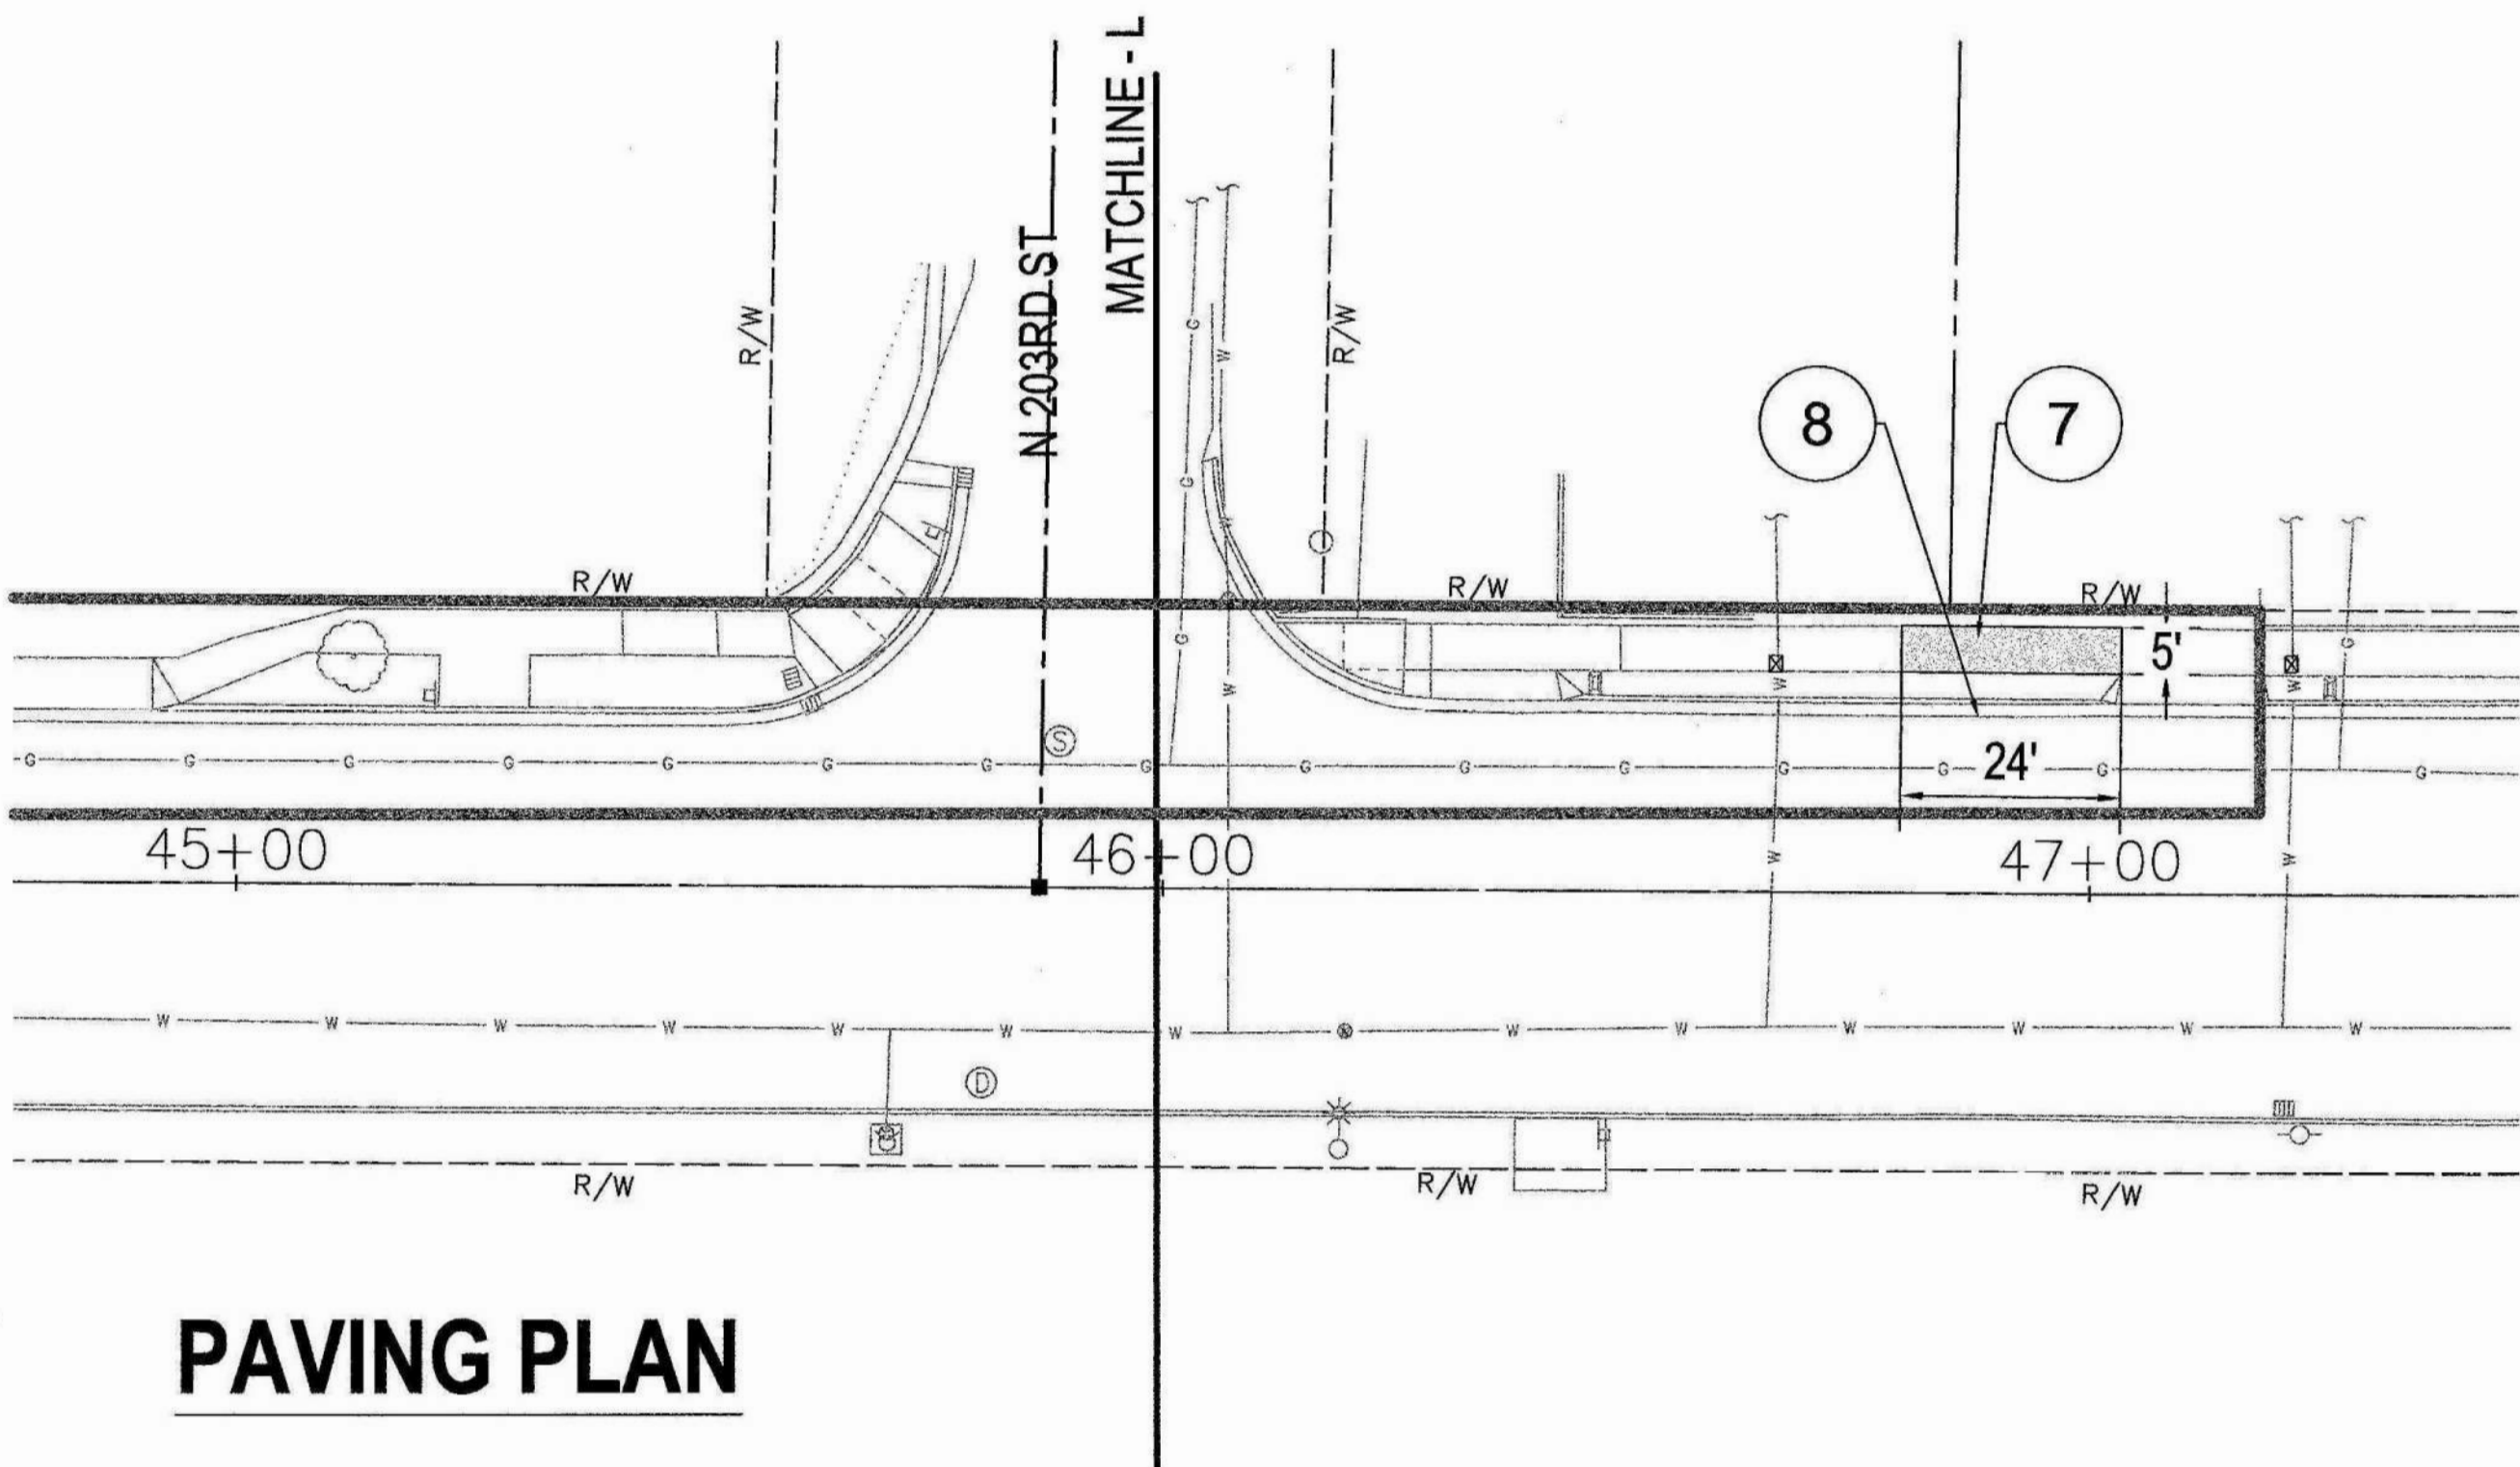 MATCHLINE - L
N 203RD ST
R/W
R/W
8
7
R/W
R/W
R/W
5'
G
G
G
G
W
W
W
W
W
S
G G G G G G G G G G G G 24' G G
45+00
46+00
47+00
W
W
W W W W W W W W W W W W W
D
R/W
R/W
R/W
PAVING PLAN